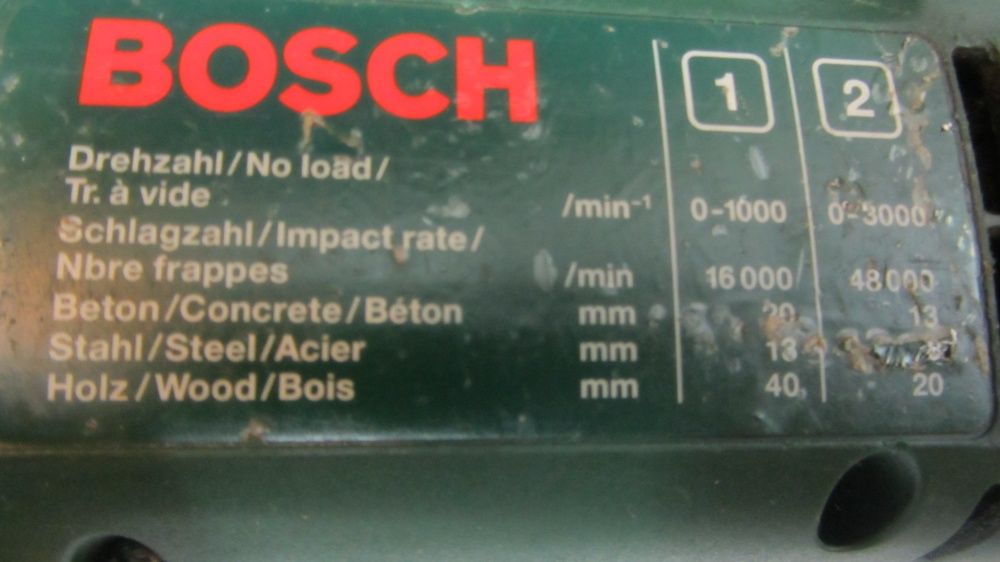 BOSCH 1 2
Drehzahl/No load/
Tr. à vide /min⁻¹ 0-1000 0-3000
Schlagzahl/Impact rate/
Nbre frappes /min 16 000 48 000
Beton/Concrete/Béton mm 20 13
Stahl/Steel/Acier mm 13 8
Holz/Wood/Bois mm 40 20